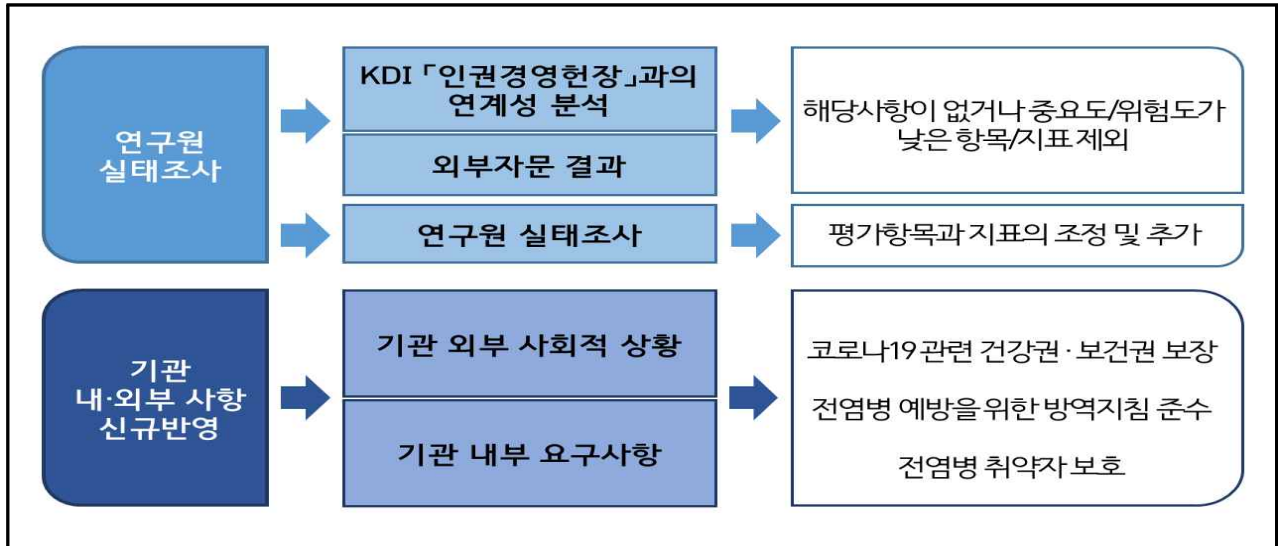 연구원
실태조사
KDI 「인권경영헌장」과의
연계성 분석
외부자문 결과
해당사항이 없거나 중요도/위험도가
낮은 항목/지표 제외
연구원 실태조사
평가항목과 지표의 조정 및 추가
기관
내·외부 사항
신규반영
기관 외부 사회적 상황
기관 내부 요구사항
코로나19 관련 건강권·보건권 보장
전염병 예방을 위한 방역지침 준수
전염병 취약자 보호